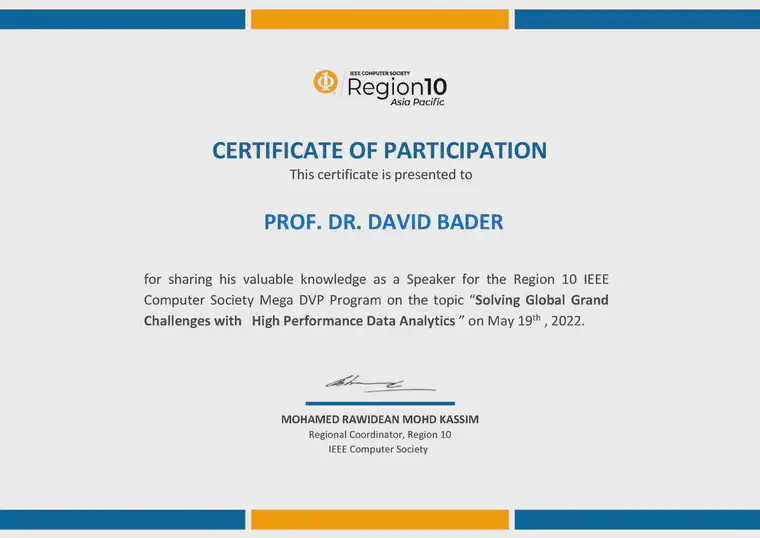 IEEE COMPUTER SOCIETY
Region10
Asia Pacific
CERTIFICATE OF PARTICIPATION
This certificate is presented to
PROF. DR. DAVID BADER
for sharing his valuable knowledge as a Speaker for the Region 10 IEEE
Computer Society Mega DVP Program on the topic “Solving Global Grand
Challenges with High Performance Data Analytics ” on May 19th , 2022.
MOHAMED RAWIDEAN MOHD KASSIM
Regional Coordinator, Region 10
IEEE Computer Society